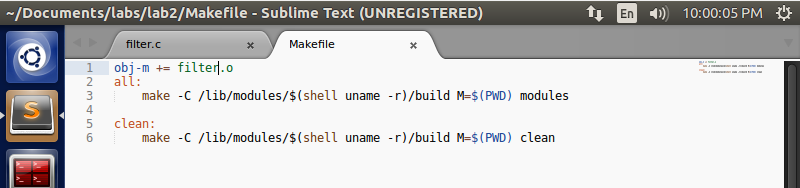 ~/Documents/labs/lab2/Makefile - Sublime Text (UNREGISTERED)
En
10:00:05 PM
filter.c
Makefile
1 obj-m += filter.o
2 all:
3 make -C /lib/modules/$(shell uname -r)/build M=$(PWD) modules
4
5 clean:
6 make -C /lib/modules/$(shell uname -r)/build M=$(PWD) clean